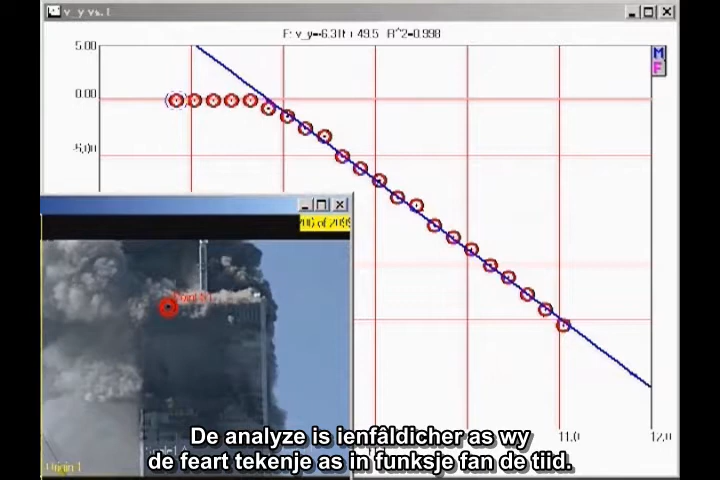 v_y vs. t
F: v_y=-6.31t + 49.5 R^2=0.998
5.00
M
F
0.00
-5.00
De analyze is ienfâldicher as wy
11.0
12.0
de feart tekenje as in funksje fan de tiid.